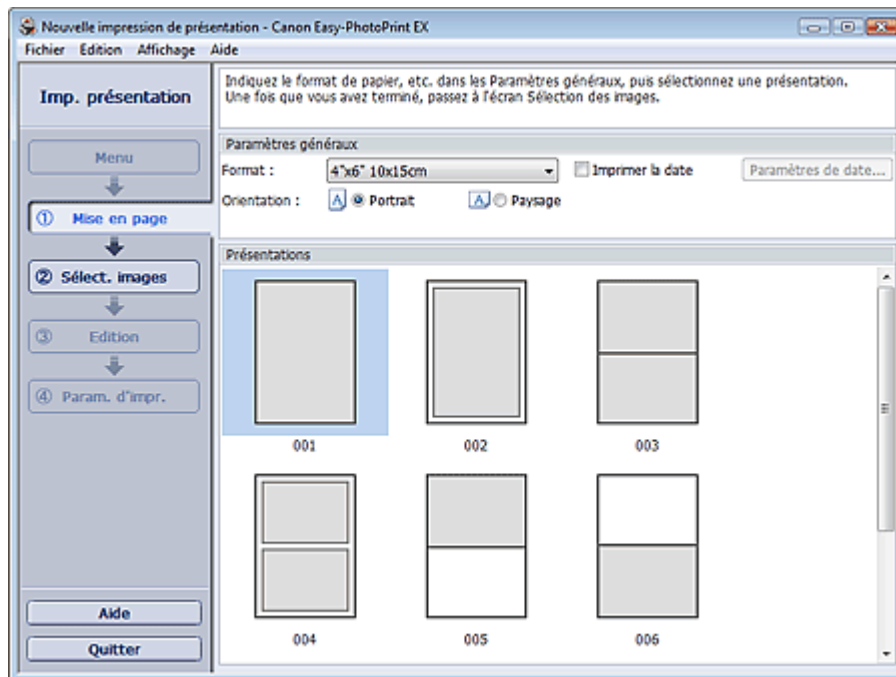 Nouvelle impression de présentation - Canon Easy-PhotoPrint EX
Fichier Edition Affichage Aide
Imp. présentation
Indiquez le format de papier, etc. dans les Paramètres généraux, puis sélectionnez une présentation.
Une fois que vous avez terminé, passez à l'écran Sélection des images.
Menu
① Mise en page
② Sélect. images
③ Edition
④ Param. d'impr.
Aide
Quitter
Paramètres généraux
Format : 4"x6" 10x15cm Imprimer la date Paramètres de date...
Orientation : A Portrait A Paysage
Présentations
001 002 003
004 005 006